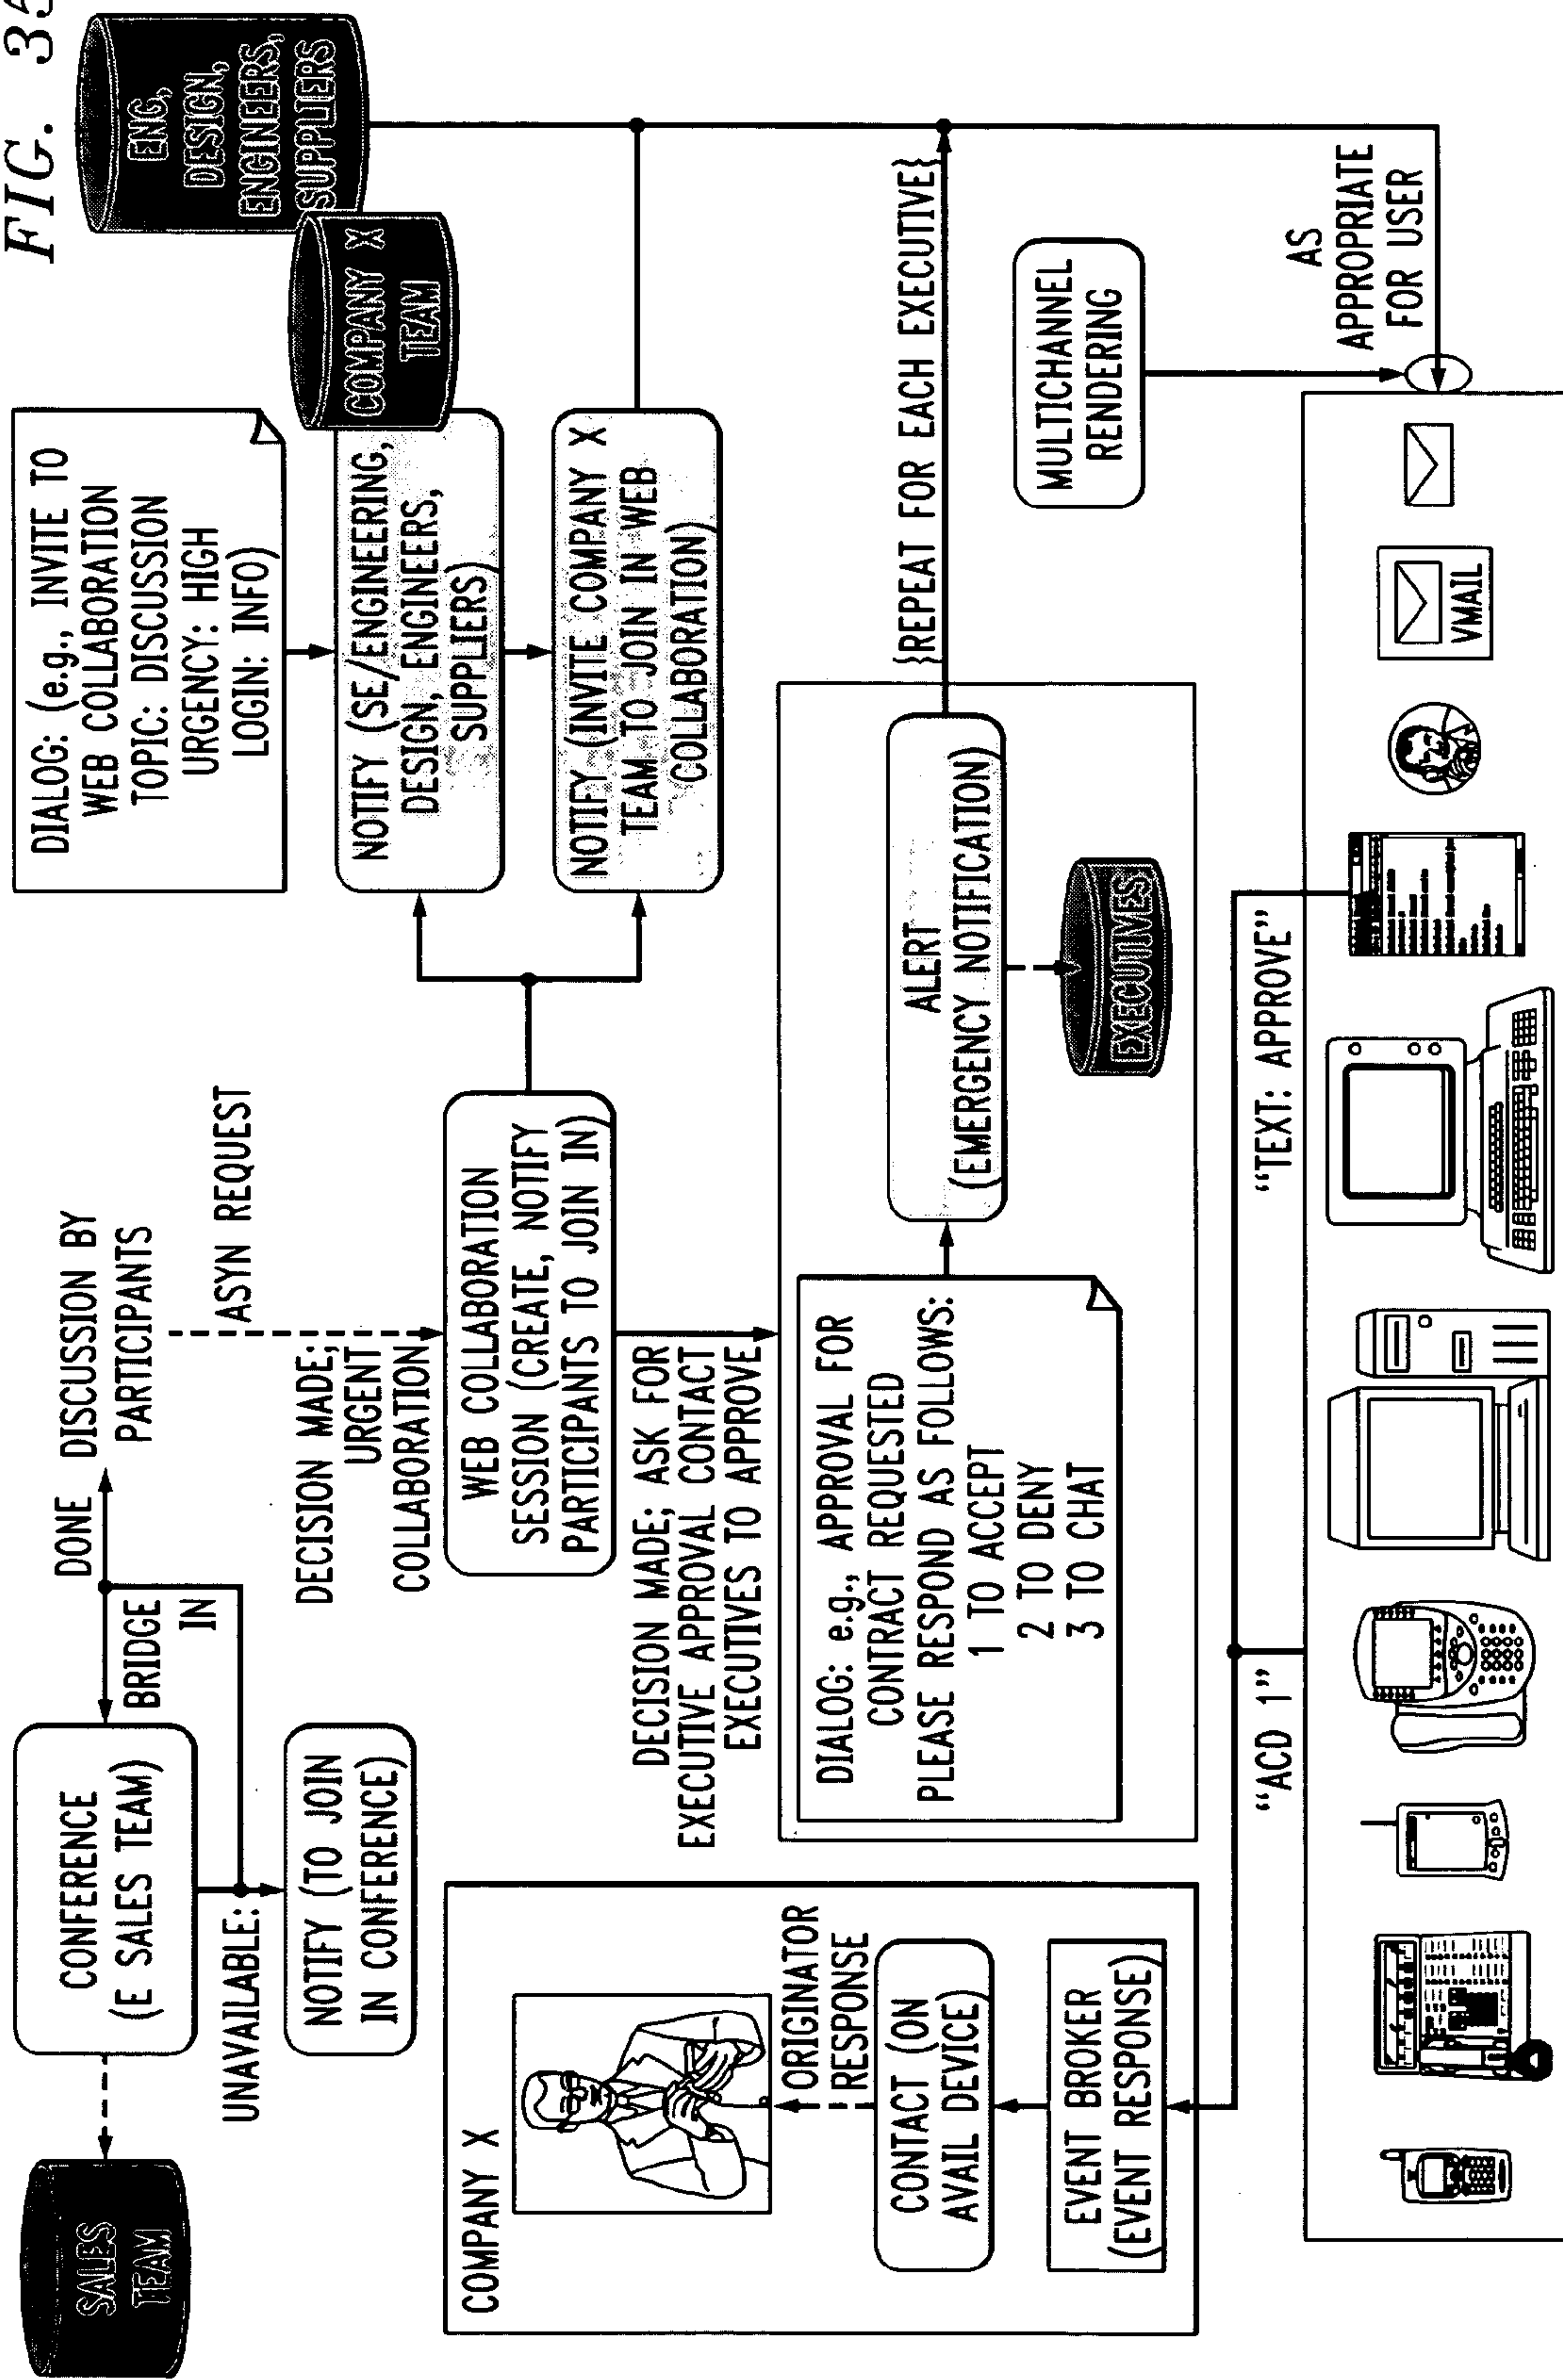 FIG. 35
SALES
TEAM
CONFERENCE
(E SALES TEAM)
UNAVAILABLE:
NOTIFY (TO JOIN
IN CONFERENCE)
BRIDGE
IN
DONE
DISCUSSION BY
PARTICIPANTS
ASYN REQUEST
DECISION MADE;
URGENT
COLLABORATION
WEB COLLABORATION
SESSION (CREATE, NOTIFY
PARTICIPANTS TO JOIN IN)
DIALOG: (e.g., INVITE TO
WEB COLLABORATION
TOPIC: DISCUSSION
URGENCY: HIGH
LOGIN: INFO)
NOTIFY (SE/ENGINEERING,
DESIGN, ENGINEERS,
SUPPLIERS)
NOTIFY (INVITE COMPANY X
TEAM TO JOIN IN WEB
COLLABORATION)
COMPANY X
TEAM
ENG,
DESIGN,
ENGINEERS,
SUPPLIERS
DECISION MADE; ASK FOR
EXECUTIVE APPROVAL CONTACT
EXECUTIVES TO APPROVE
DIALOG: e.g., APPROVAL FOR
CONTRACT REQUESTED
PLEASE RESPOND AS FOLLOWS:
1 TO ACCEPT
2 TO DENY
3 TO CHAT
ALERT
(EMERGENCY NOTIFICATION)
EXECUTIVES
{REPEAT FOR EACH EXECUTIVE}
MULTICHANNEL
RENDERING
AS
APPROPRIATE
FOR USER
COMPANY X
ORIGINATOR
RESPONSE
CONTACT (ON
AVAIL DEVICE)
EVENT BROKER
(EVENT RESPONSE)
“ACD 1”
“TEXT: APPROVE”
VMAIL